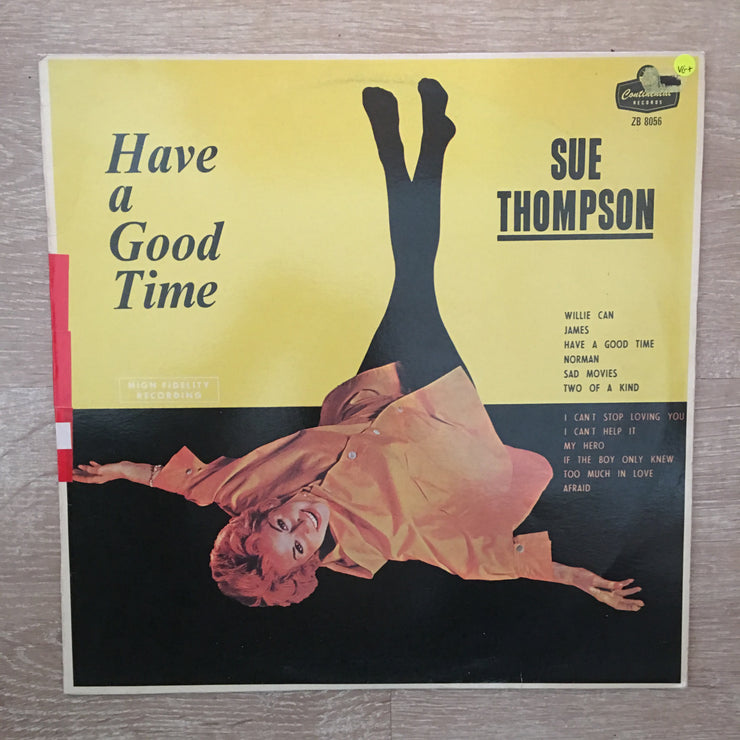 Have
a
Good
Time
HIGH FIDELITY
RECORDING
VG+
Continental
RECORDS
ZB 8056
SUE
THOMPSON
WILLIE CAN
JAMES
HAVE A GOOD TIME
NORMAN
SAD MOVIES
TWO OF A KIND
I CAN'T STOP LOVING YOU
I CAN'T HELP IT
MY HERO
IF THE BOY ONLY KNEW
TOO MUCH IN LOVE
AFRAID